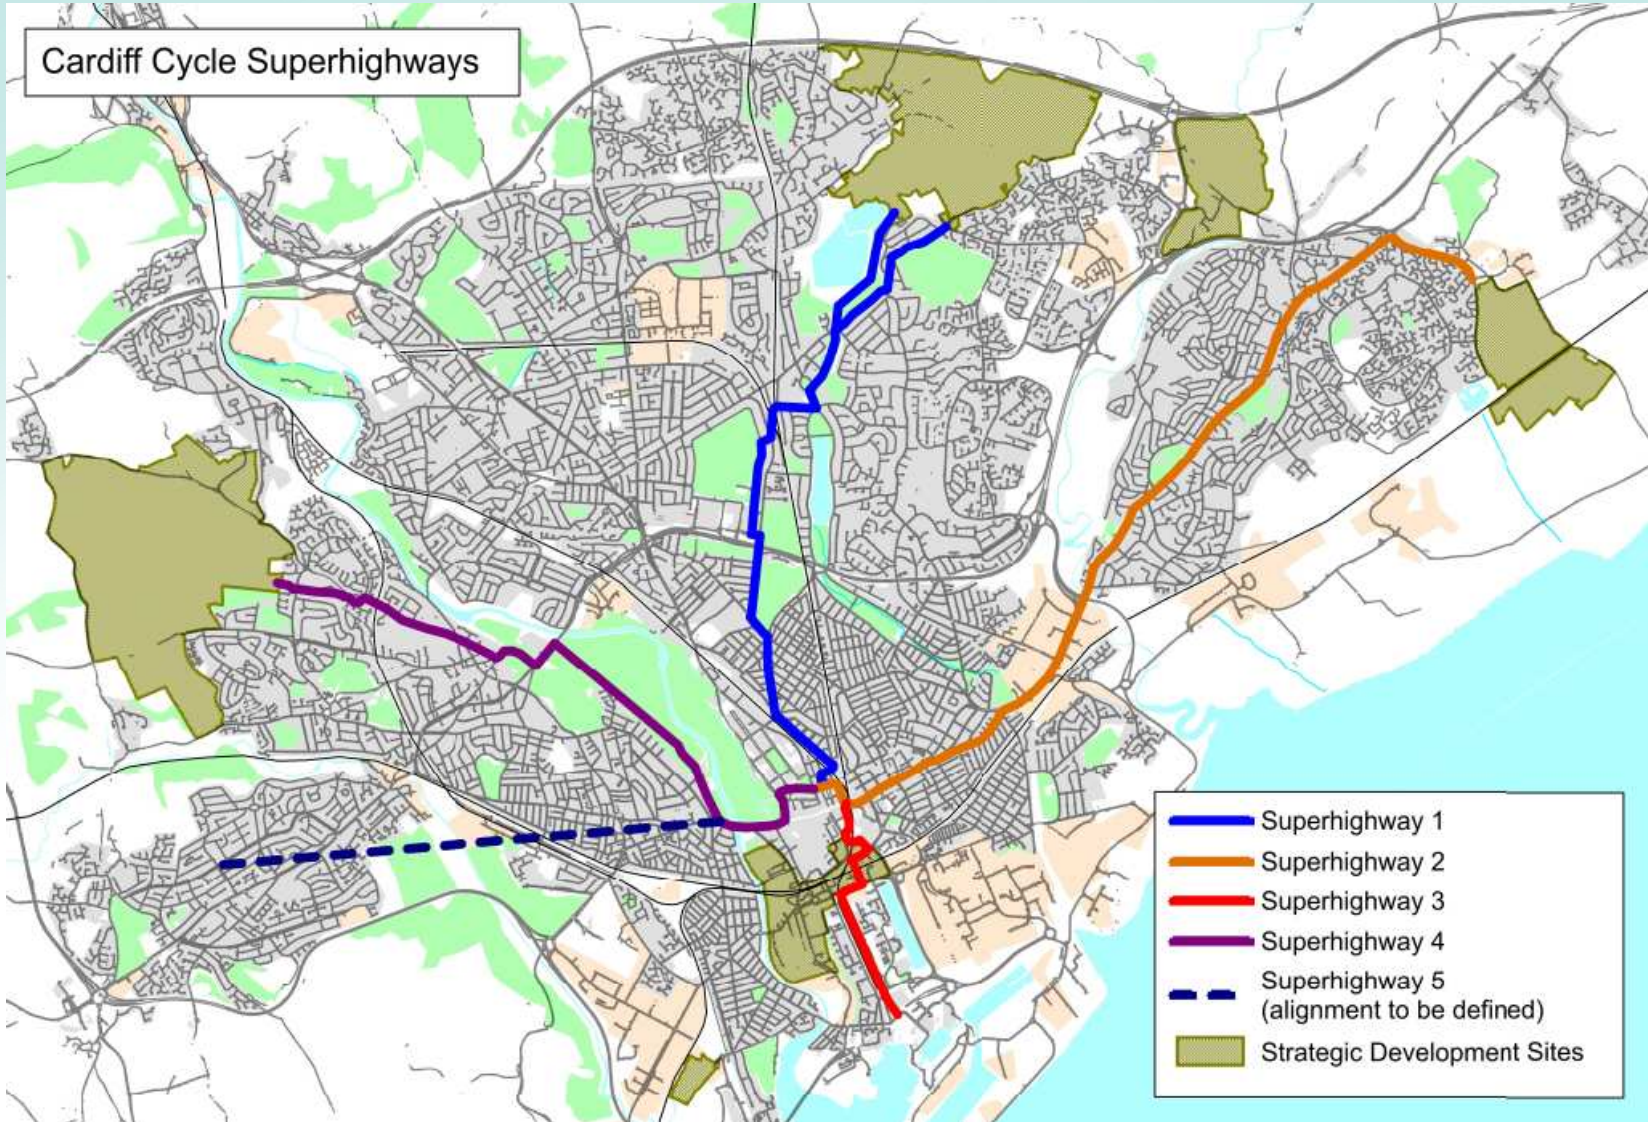 Cardiff Cycle Superhighways
Superhighway 1
Superhighway 2
Superhighway 3
Superhighway 4
Superhighway 5
(alignment to be defined)
Strategic Development Sites